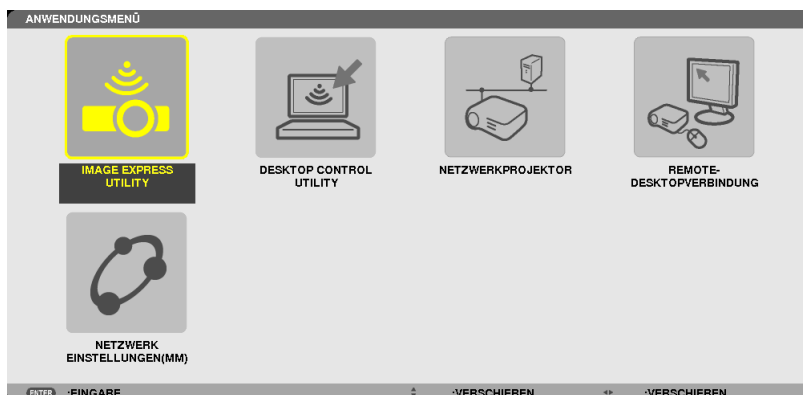 ANWENDUNGSMENÜ
IMAGE EXPRESS
UTILITY
DESKTOP CONTROL
UTILITY
NETZWERKPROJEKTOR
REMOTE-
DESKTOPVERBINDUNG
NETZWERK
EINSTELLUNGEN(MM)
ENTER :EINGABE :VERSCHIEBEN :VERSCHIEBEN